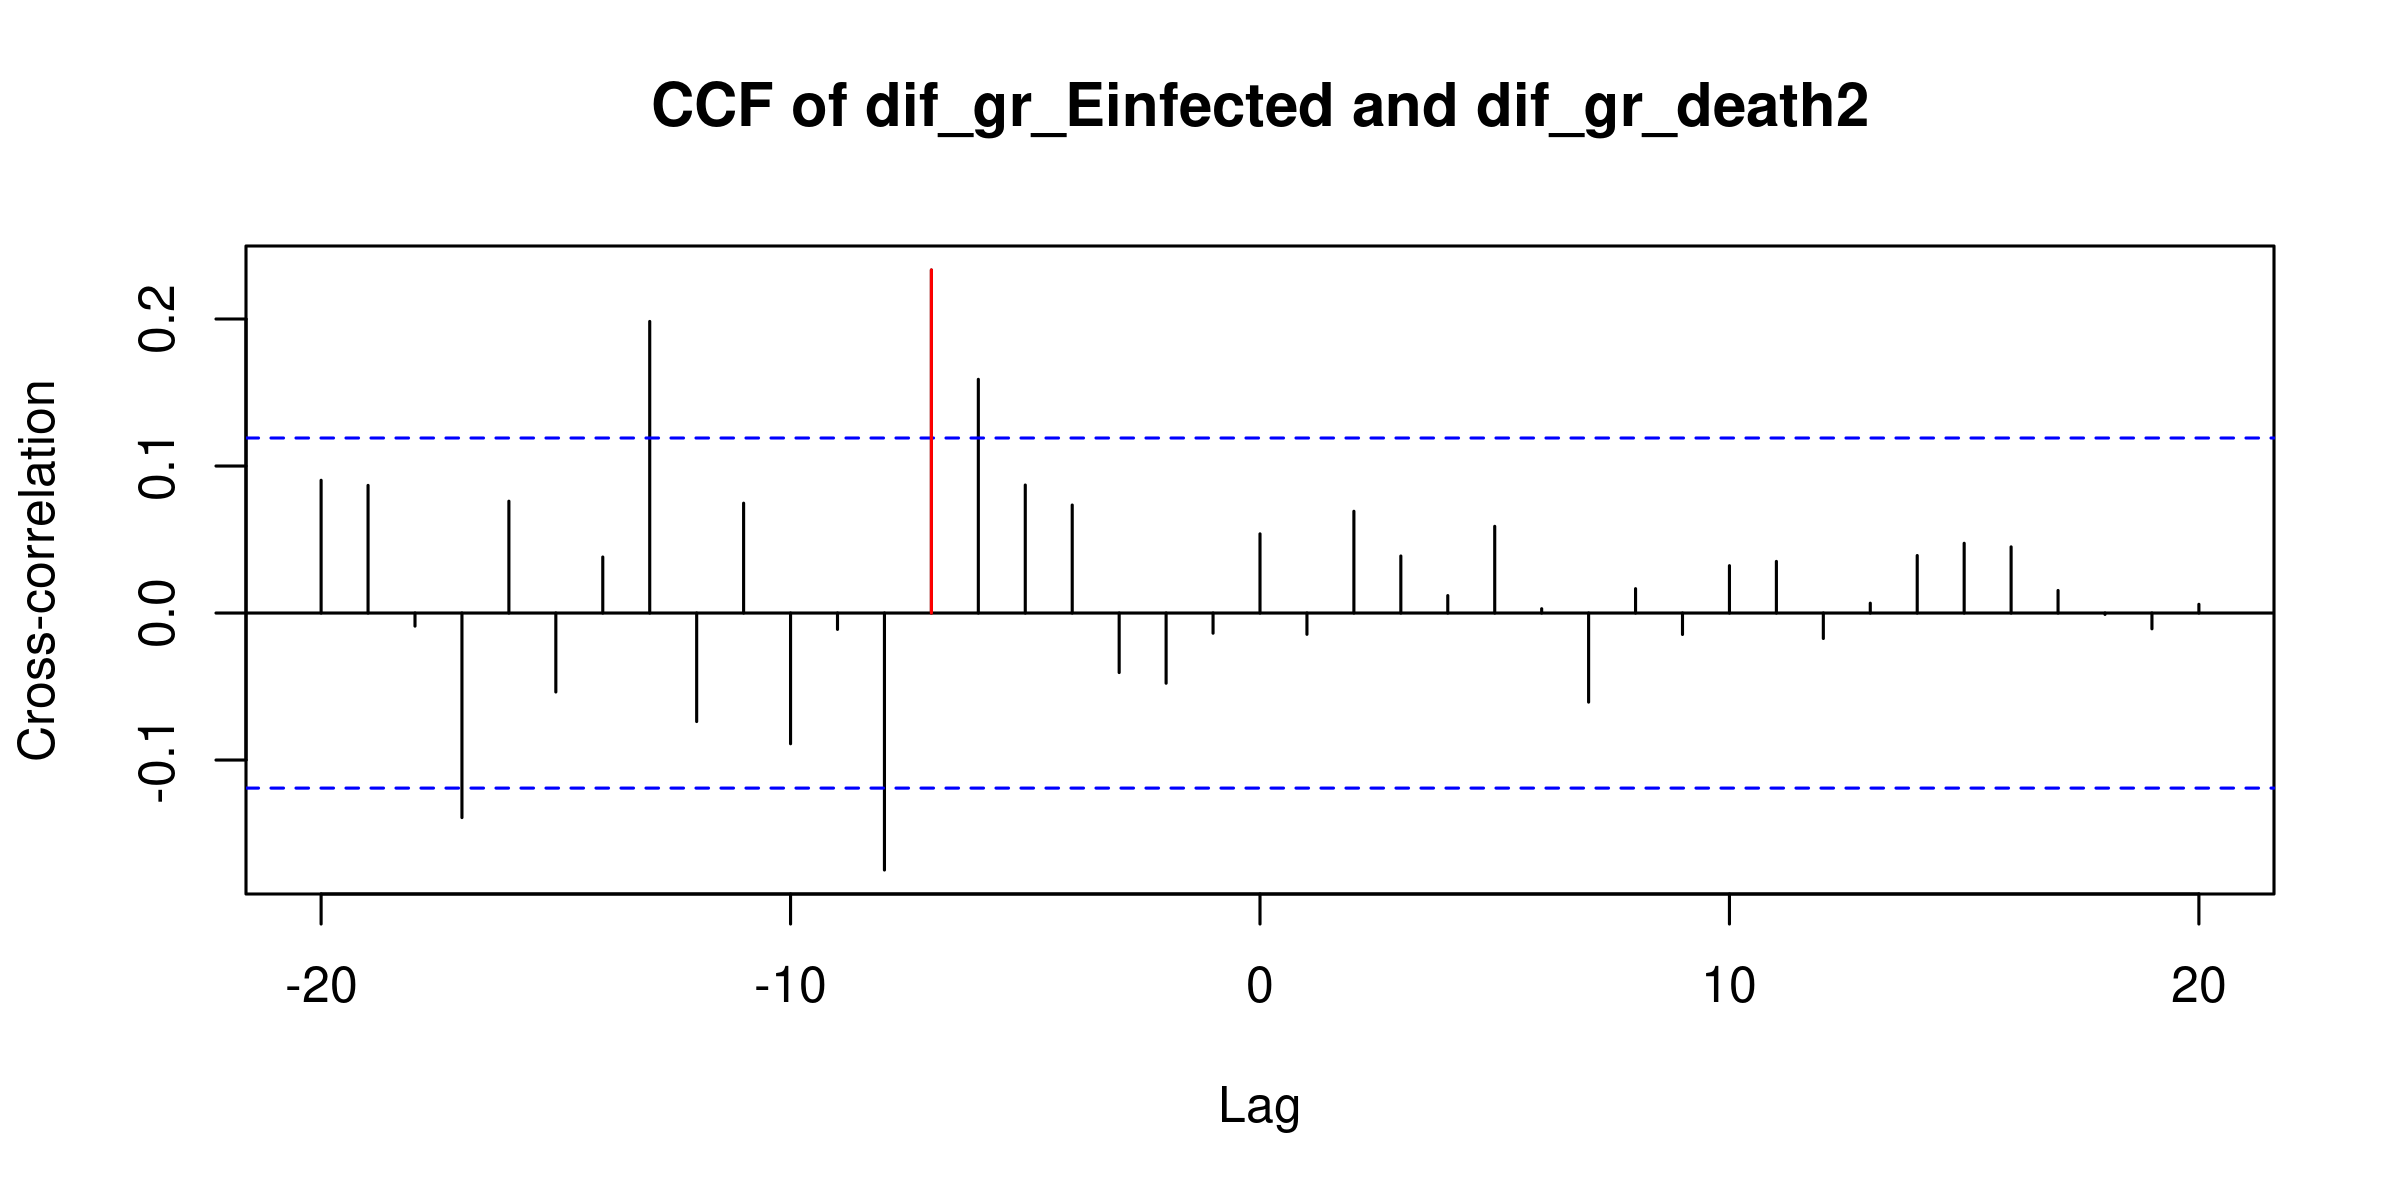 CCF of dif_gr_Einfected and dif_gr_death2
Cross-correlation
0.2
0.1
0.0
-0.1
-20 -10 0 10 20
Lag